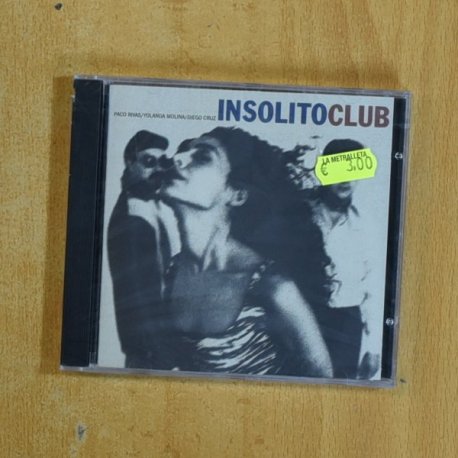 PACO RIVAS/YOLANDA MOLINA/DIEGO CRUZ INSOLITOCLUB
LA METRALLETA
€ 3.00